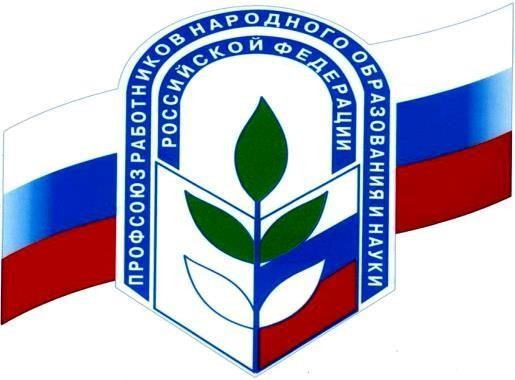 ПРОФСОЮЗ РАБОТНИКОВ НАРОДНОГО ОБРАЗОВАНИЯ И НАУКИ
РОССИЙСКОЙ ФЕДЕРАЦИИ